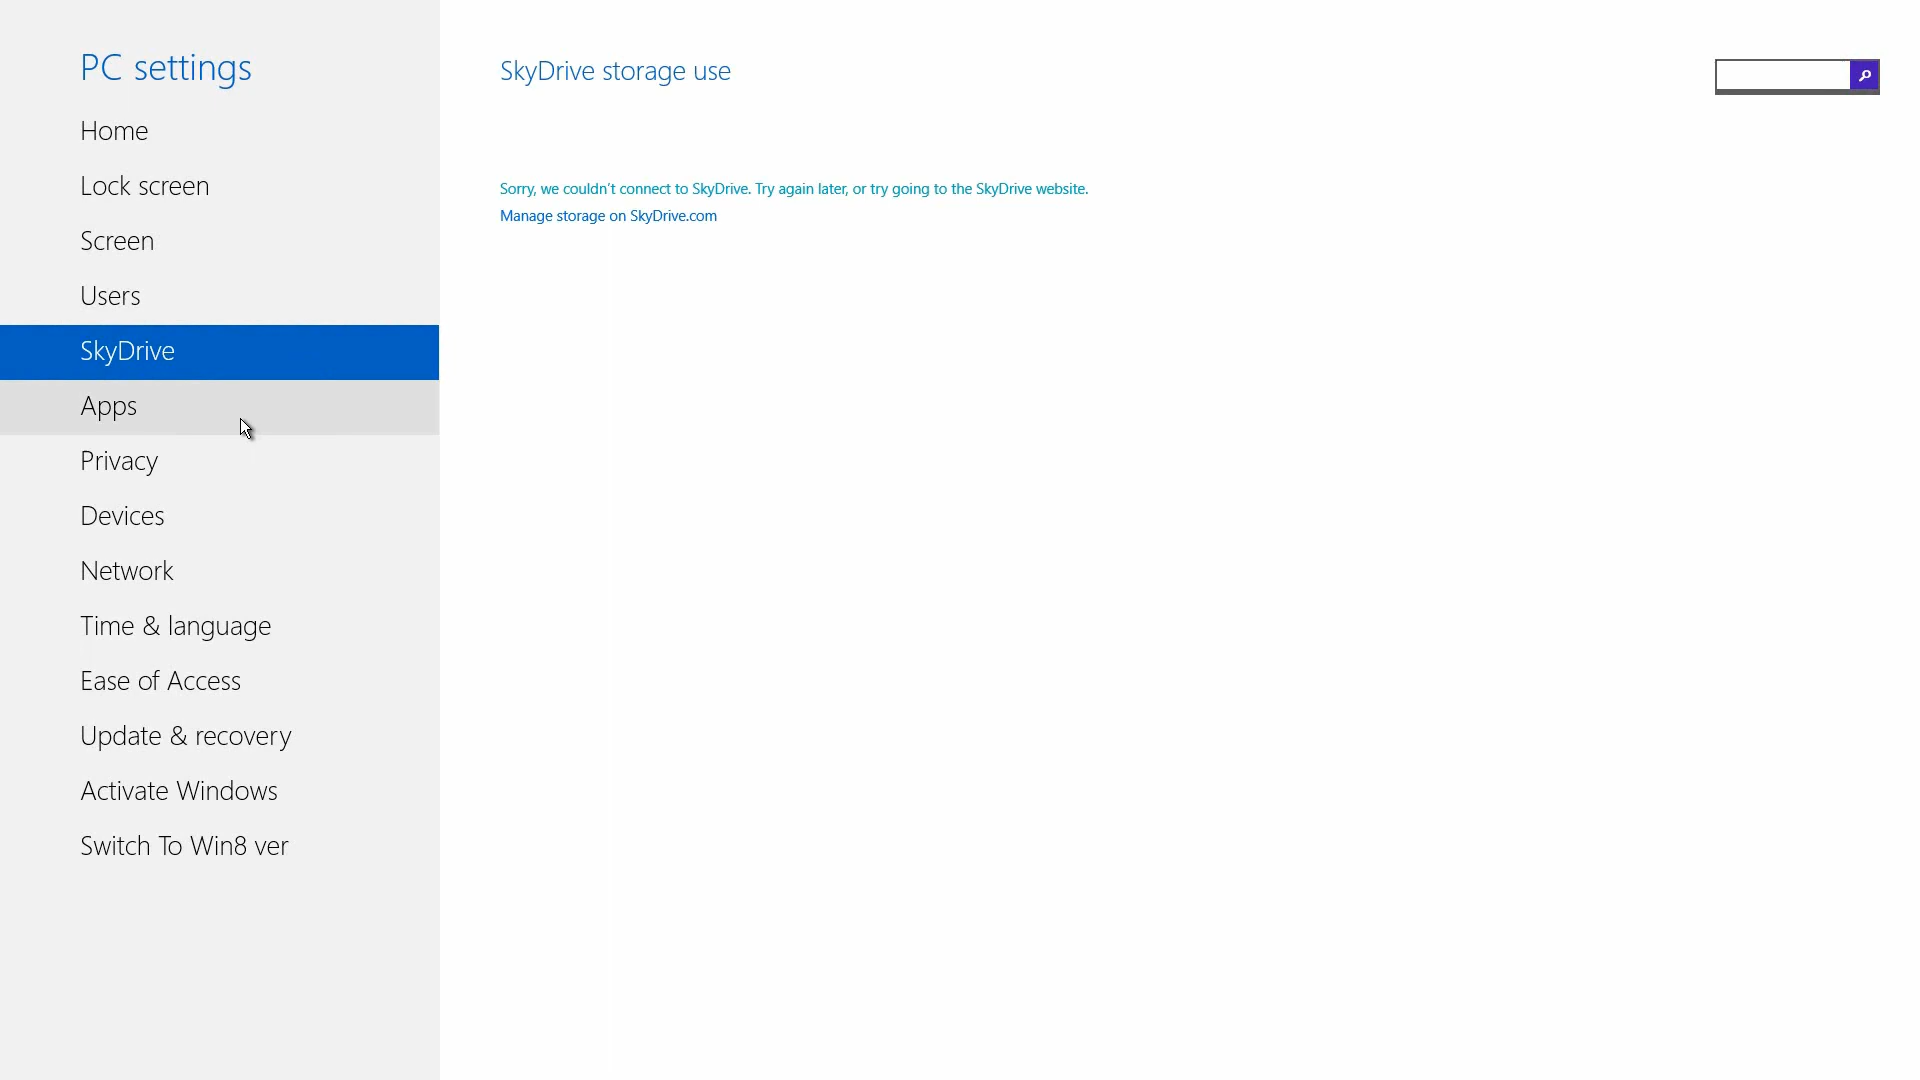 PC settings
Home
Lock screen
Screen
Users
SkyDrive
Apps
Privacy
Devices
Network
Time & language
Ease of Access
Update & recovery
Activate Windows
Switch To Win8 ver
SkyDrive storage use
Sorry, we couldn't connect to SkyDrive. Try again later, or try going to the SkyDrive website.
Manage storage on SkyDrive.com